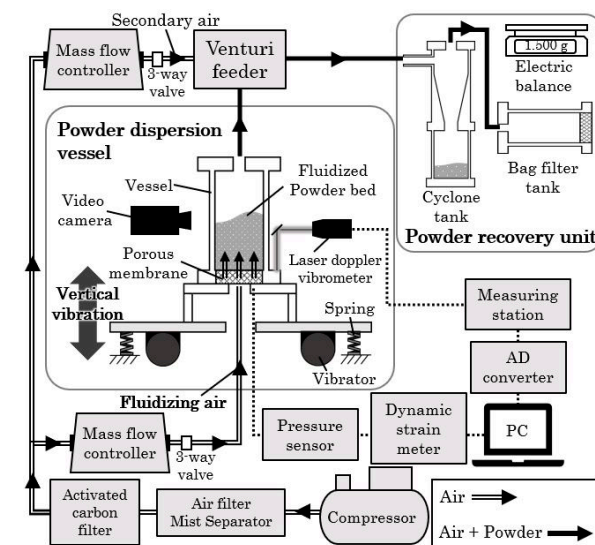 Secondary air
Mass flow
controller
3-way
valve
Venturi
feeder
1.500 g
Electric
balance
Bag filter
tank
Cyclone
tank
Powder recovery unit
Powder dispersion
vessel
Vessel
Fluidized
Powder bed
Video
camera
Porous
membrane
Laser doppler
vibrometer
Vertical
vibration
Spring
Vibrator
Measuring
station
AD
converter
Fluidizing air
Mass flow
controller
3-way
valve
Pressure
sensor
Dynamic
strain
meter
PC
Activated
carbon
filter
Air filter
Mist Separator
Compressor
Air
Air + Powder